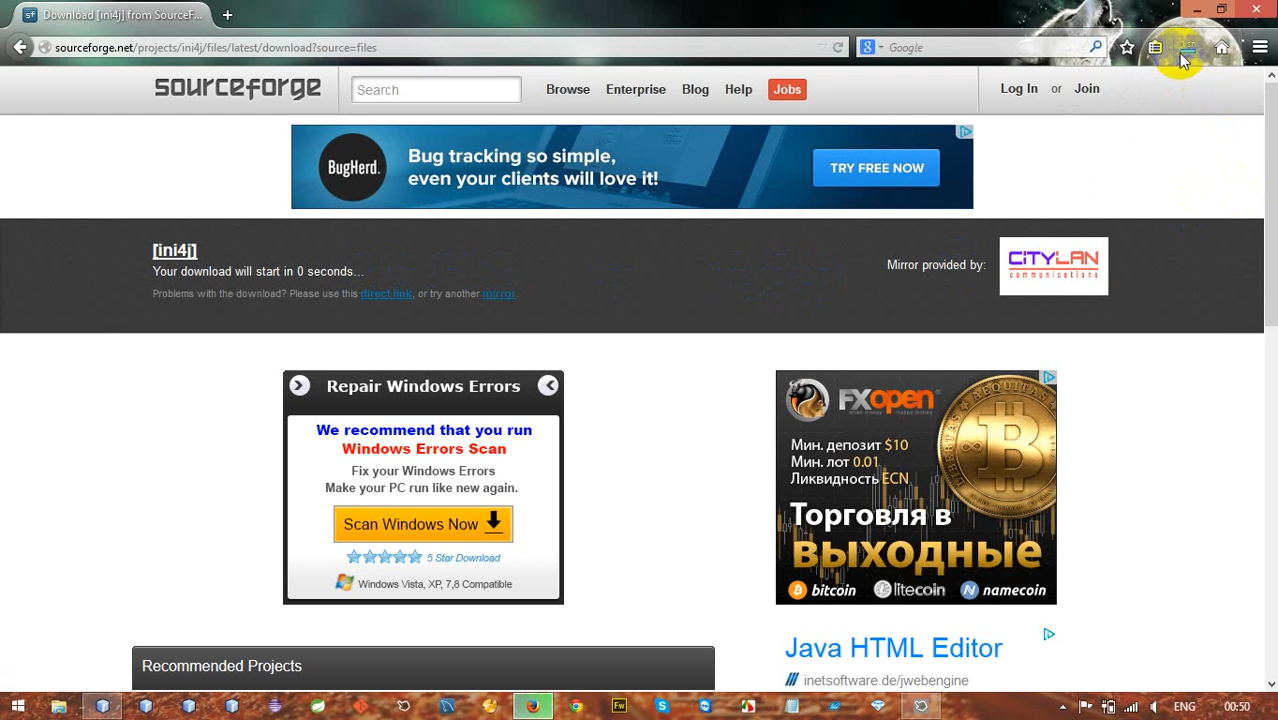 sf Download [ini4j] from SourceF...
sourceforge.net/projects/ini4j/files/latest/download?source=files
Google
sourceforge
Search
Browse Enterprise Blog Help Jobs
Log In or Join
BugHerd.
Bug tracking so simple,
even your clients will love it!
TRY FREE NOW
[ini4j]
Your download will start in 0 seconds...
Problems with the download? Please use this direct link, or try another mirror.
Mirror provided by:
CITYLAN
communications
Repair Windows Errors
We recommend that you run
Windows Errors Scan
Fix your Windows Errors
Make your PC run like new again.
Scan Windows Now
5 Star Download
Windows Vista, XP, 7,8 Compatible
FXOpen
Мин. депозит $10
Мин. лот 0.01
Ликвидность ECN
Торговля в
выходные
bitcoin litecoin namecoin
Java HTML Editor
inetsoftware.de/jwebengine
Recommended Projects
Fw
ENG
00:50